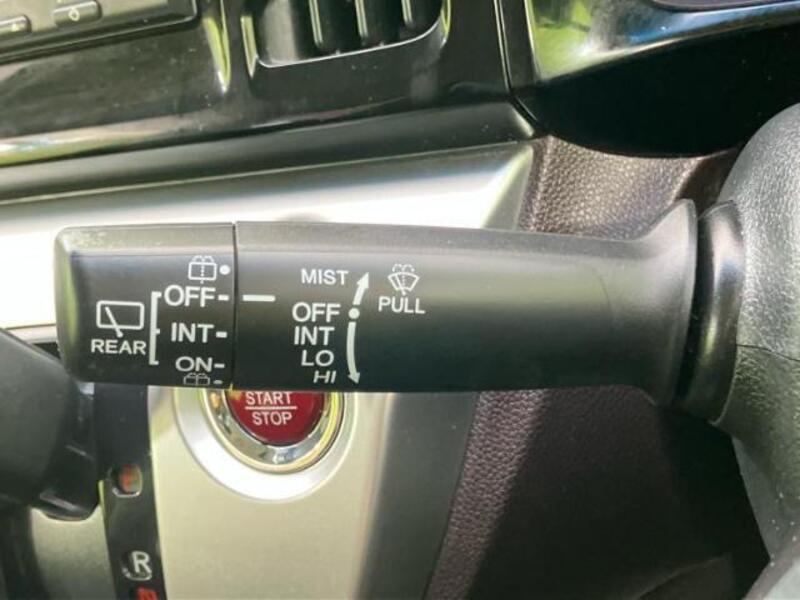 REAR
OFF
INT
ON
MIST
OFF
INT
LO
HI
PULL
START
STOP
R